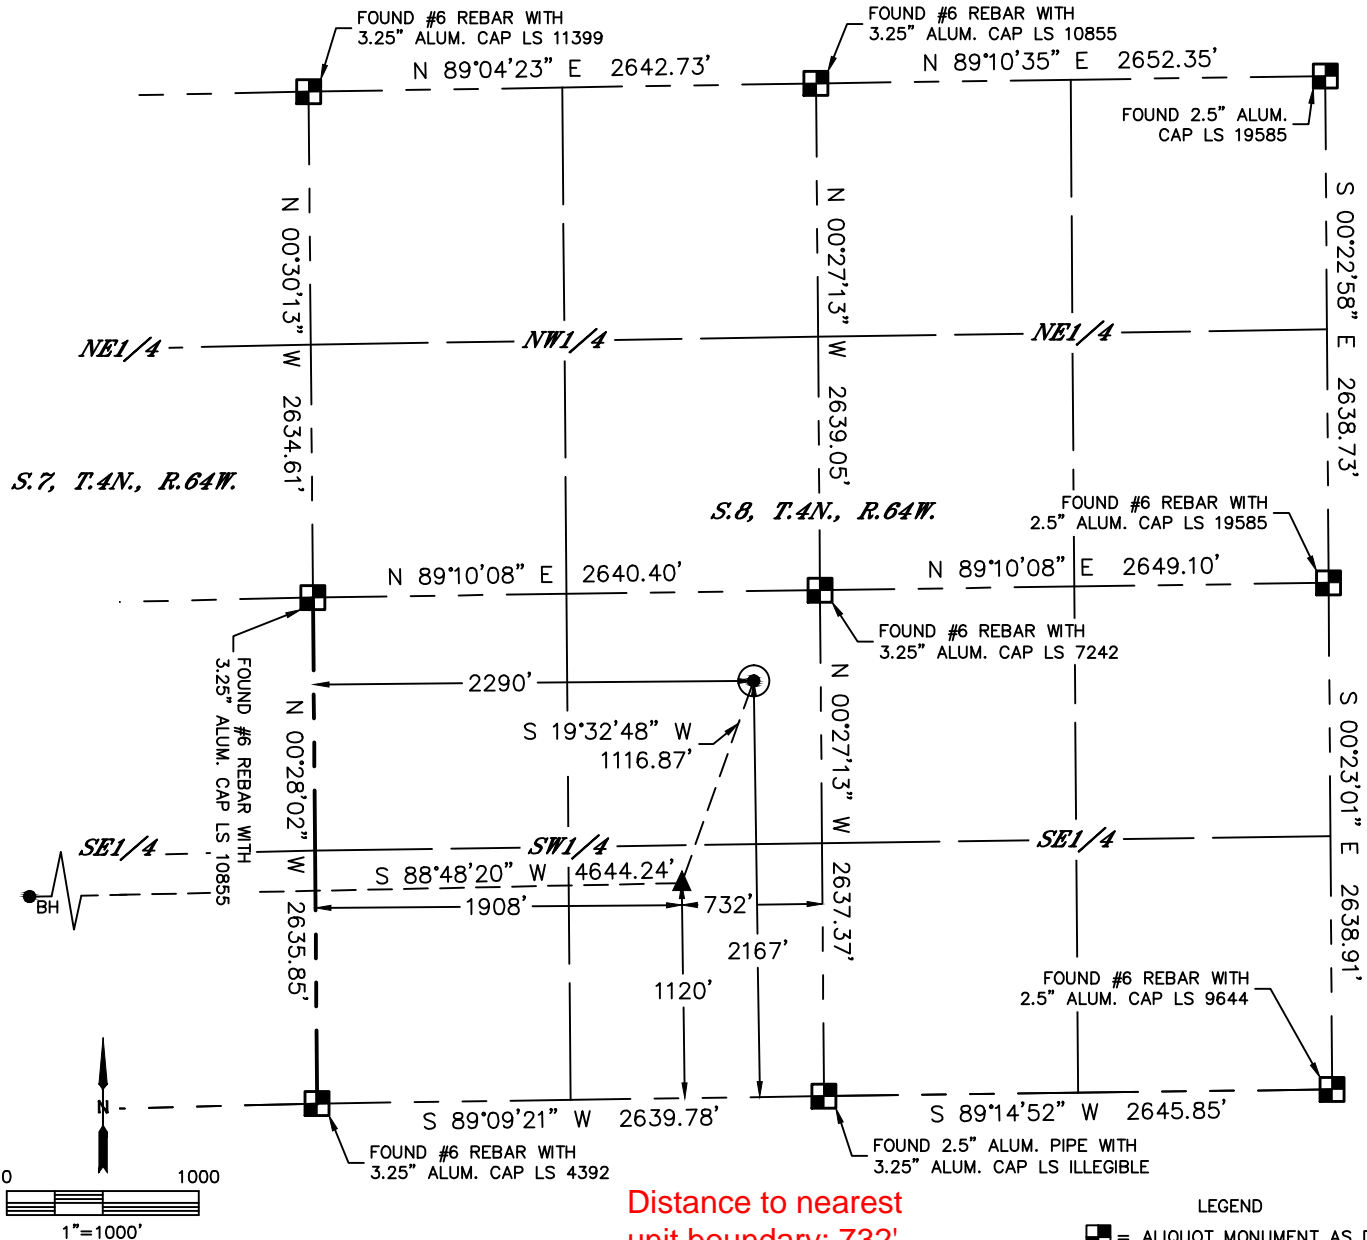 FOUND #6 REBAR WITH
3.25" ALUM. CAP LS 11399
FOUND #6 REBAR WITH
3.25" ALUM. CAP LS 10855
N 89°04'23" E 2642.73'
N 89°10'35" E 2652.35'
FOUND 2.5" ALUM.
CAP LS 19585
N 00°30'13" W 2634.61'
N 00°27'13" W 2639.05'
S 00°22'58" E 2638.73'
NE1/4
NW1/4
NE1/4
S.7, T.4N., R.64W.
S.8, T.4N., R.64W.
FOUND #6 REBAR WITH
2.5" ALUM. CAP LS 19585
N 89°10'08" E 2640.40'
N 89°10'08" E 2649.10'
FOUND #6 REBAR WITH
3.25" ALUM. CAP LS 7242
FOUND #6 REBAR WITH
3.25" ALUM. CAP LS 10855
2290'
S 19°32'48" W
1116.87'
N 00°28'02" W 2635.85'
N 00°27'13" W 2637.37'
S 00°23'01" E 2638.91'
SE1/4
SW1/4
SE1/4
S 88°48'20" W 4644.24'
BH
1908'
732'
2167'
1120'
FOUND #6 REBAR WITH
2.5" ALUM. CAP LS 9644
N
S 89°09'21" W 2639.78'
S 89°14'52" W 2645.85'
FOUND #6 REBAR WITH
3.25" ALUM. CAP LS 4392
FOUND 2.5" ALUM. PIPE WITH
3.25" ALUM. CAP LS ILLEGIBLE
0 1000
1"=1000'
Distance to nearest
unit boundary: 732'
LEGEND
= ALIQUOT MONUMENT AS